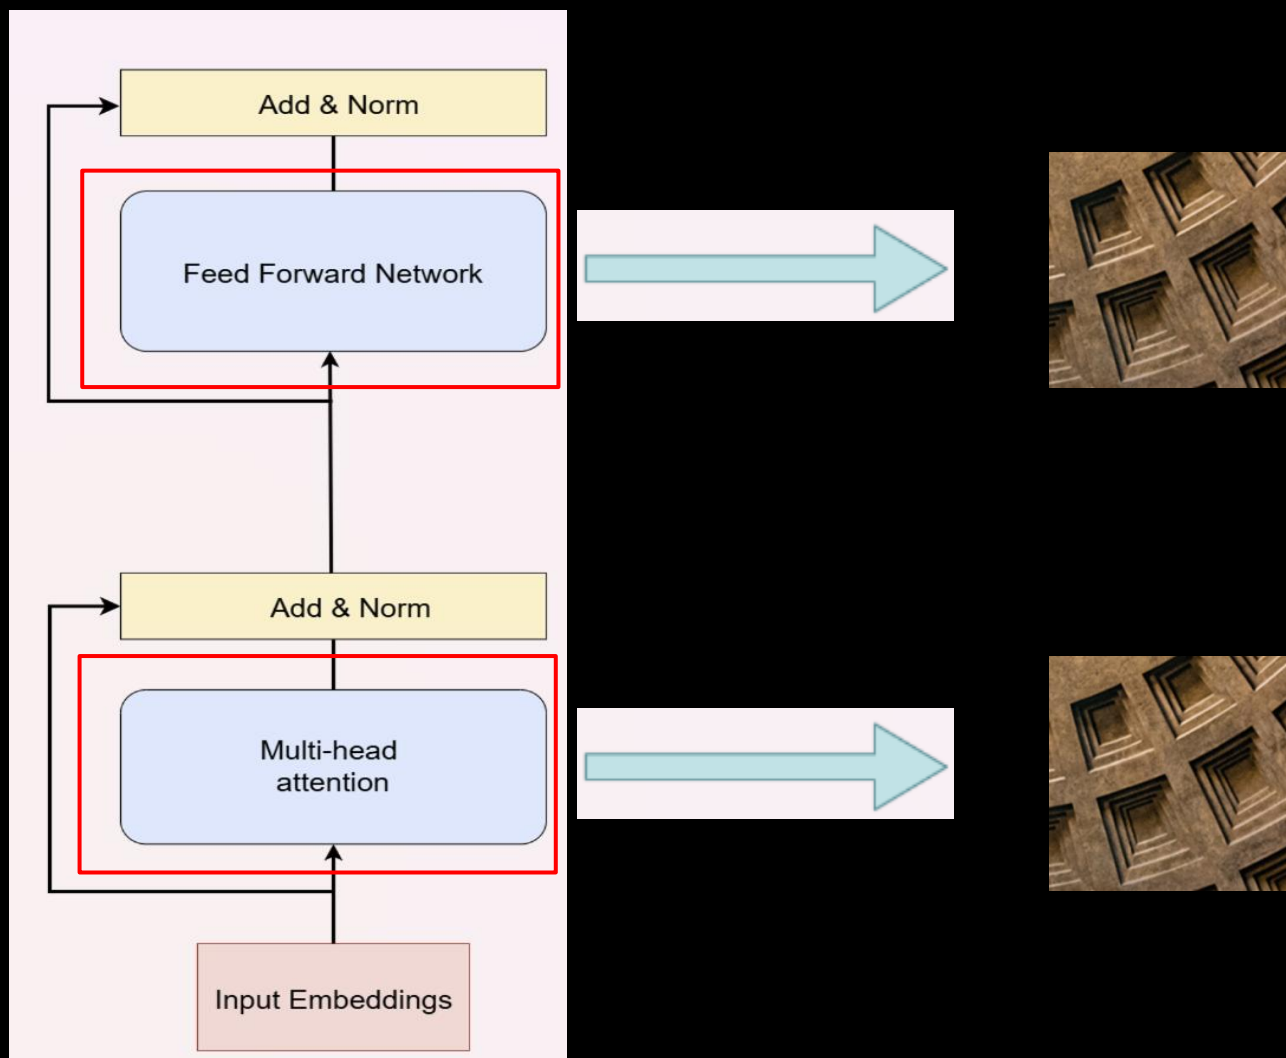 Add & Norm
Feed Forward Network
Add & Norm
Multi-head
attention
Input Embeddings